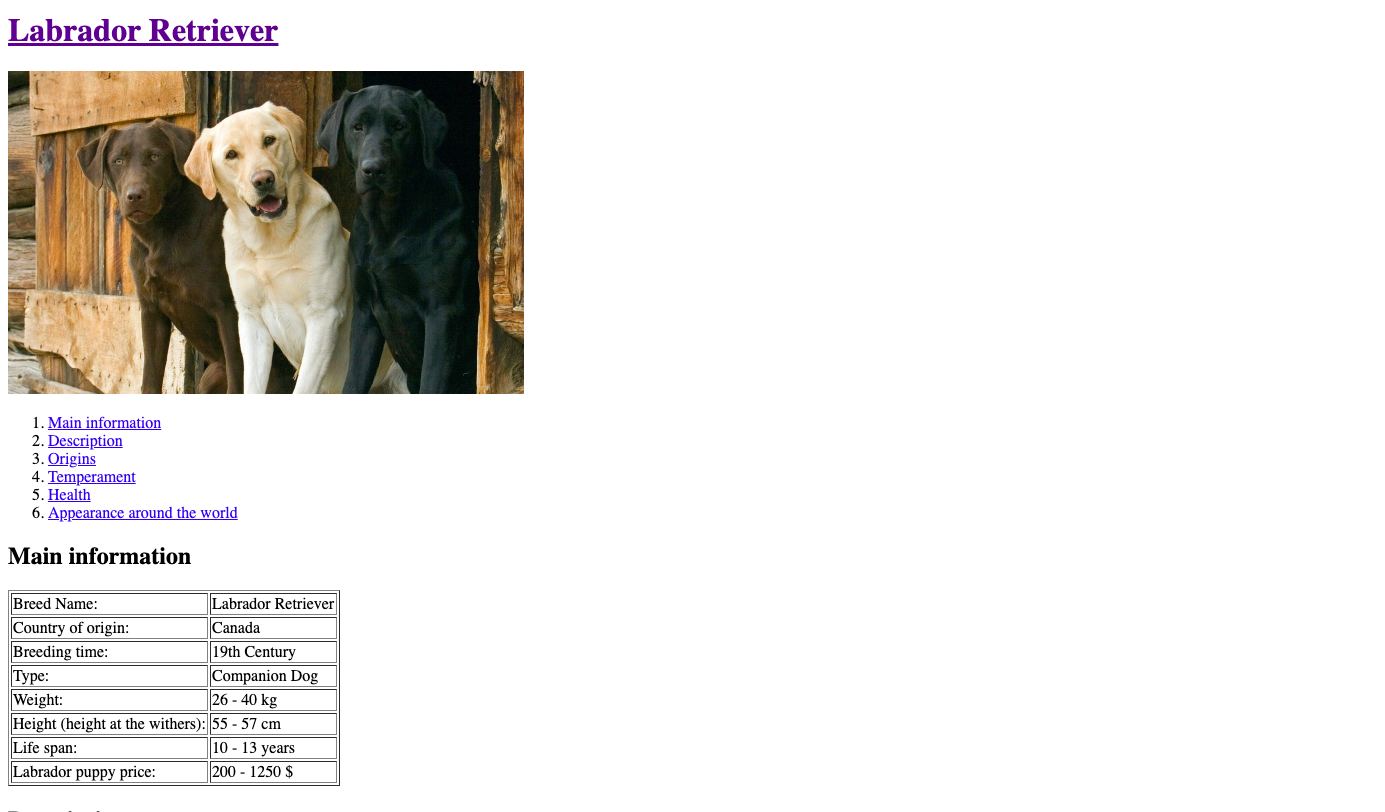 Labrador Retriever
1. Main information
2. Description
3. Origins
4. Temperament
5. Health
6. Appearance around the world
Main information
Breed Name: Labrador Retriever
Country of origin: Canada
Breeding time: 19th Century
Type: Companion Dog
Weight: 26 - 40 kg
Height (height at the withers): 55 - 57 cm
Life span: 10 - 13 years
Labrador puppy price: 200 - 1250 $